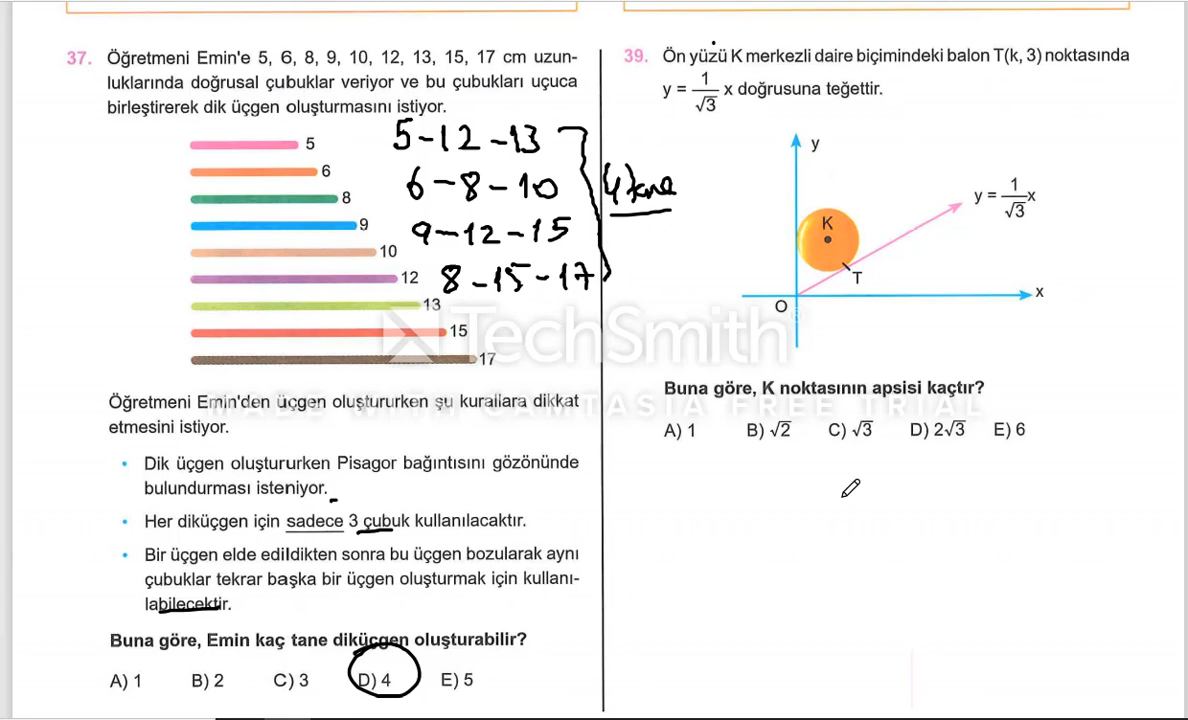 37. Öğretmeni Emin'e 5, 6, 8, 9, 10, 12, 13, 15, 17 cm uzun-
luklarında doğrusal çubuklar veriyor ve bu çubukları uçuca
birleştirerek dik üçgen oluşturmasını istiyor.
5
6
8
9
10
12
13
15
17
5-12-13
6-8-10
9-12-15
8-15-17
4 tane
Öğretmeni Emin'den üçgen oluştururken şu kurallara dikkat
etmesini istiyor.
• Dik üçgen oluştururken Pisagor bağıntısını gözönünde
bulundurması isteniyor.
• Her diküçgen için sadece 3 çubuk kullanılacaktır.
• Bir üçgen elde edildikten sonra bu üçgen bozularak aynı
çubuklar tekrar başka bir üçgen oluşturmak için kullanı-
labilecektir.
Buna göre, Emin kaç tane diküçgen oluşturabilir?
A) 1 B) 2 C) 3 D) 4 E) 5
39. Ön yüzü K merkezli daire biçimindeki balon T(k, 3) noktasında
y = 1/√3 x doğrusuna teğettir.
y
K
y = 1/√3 x
T
O
x
Buna göre, K noktasının apsisi kaçtır?
A) 1 B) √2 C) √3 D) 2√3 E) 6
TechSmith®
MADE WITH CAMTASIA FREE TRIAL